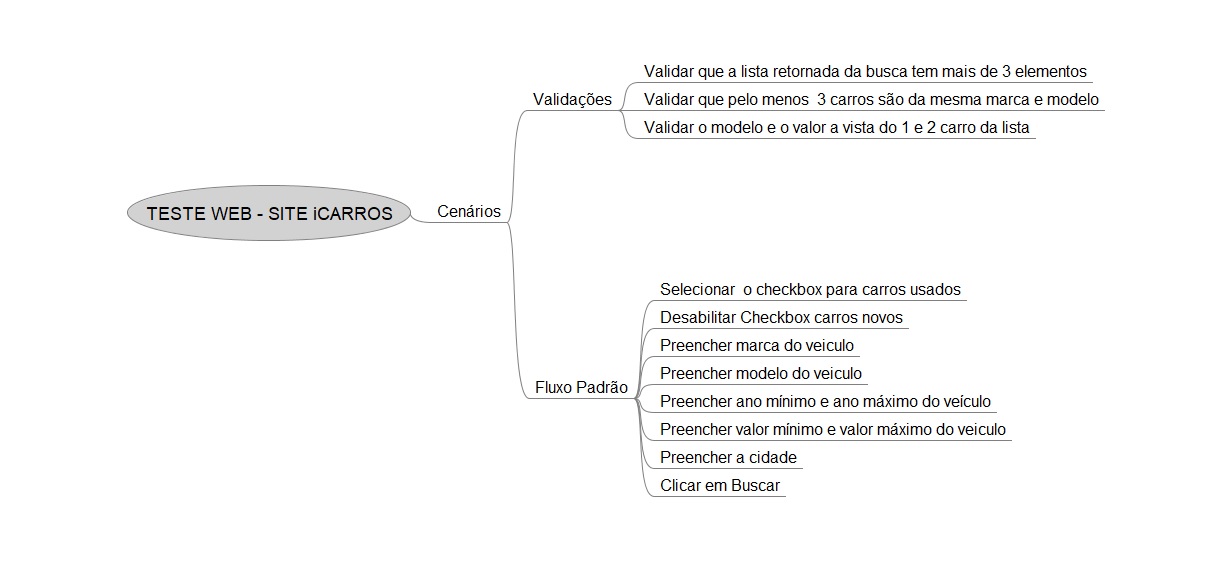 TESTE WEB - SITE iCARROS
Cenários
Validações
Validar que a lista retornada da busca tem mais de 3 elementos
Validar que pelo menos  3 carros são da mesma marca e modelo
Validar o modelo e o valor a vista do 1 e 2 carro da lista
Fluxo Padrão
Selecionar  o checkbox para carros usados
Desabilitar Checkbox carros novos
Preencher marca do veiculo
Preencher modelo do veiculo
Preencher ano mínimo e ano máximo do veículo
Preencher valor mínimo e valor máximo do veiculo
Preencher a cidade
Clicar em Buscar